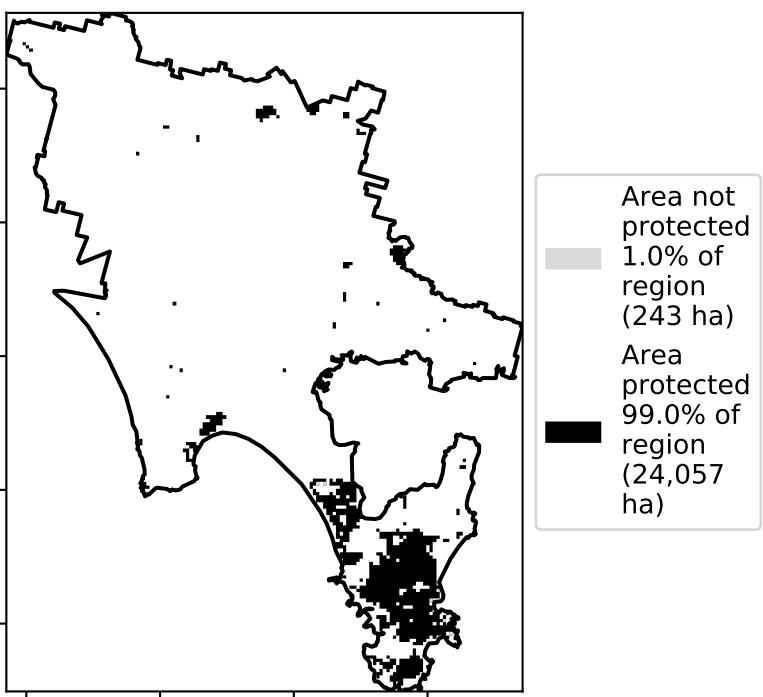 Area not
protected
1.0% of
region
(243 ha)
Area
protected
99.0% of
region
(24,057
ha)